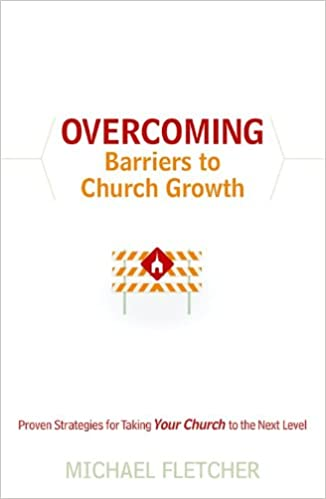 OVERCOMING
Barriers to
Church Growth
Proven Strategies for Taking Your Church to the Next Level
MICHAEL FLETCHER